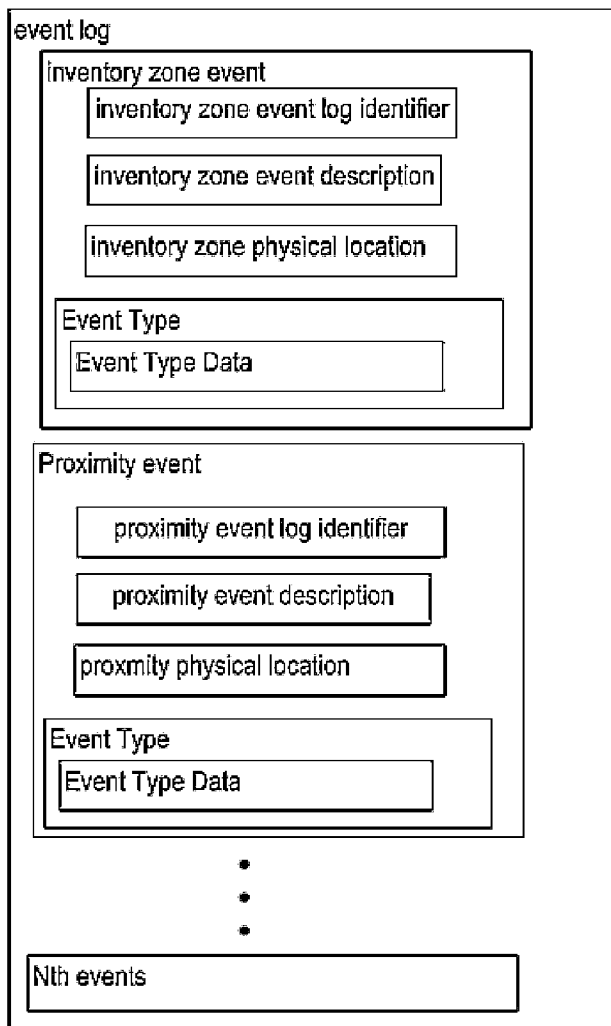 event log
inventory zone event
inventory zone event log identifier
inventory zone event description
inventory zone physical location
Event Type
Event Type Data
Proximity event
proximity event log identifier
proximity event description
proxmity physical location
Event Type
Event Type Data
Nth events